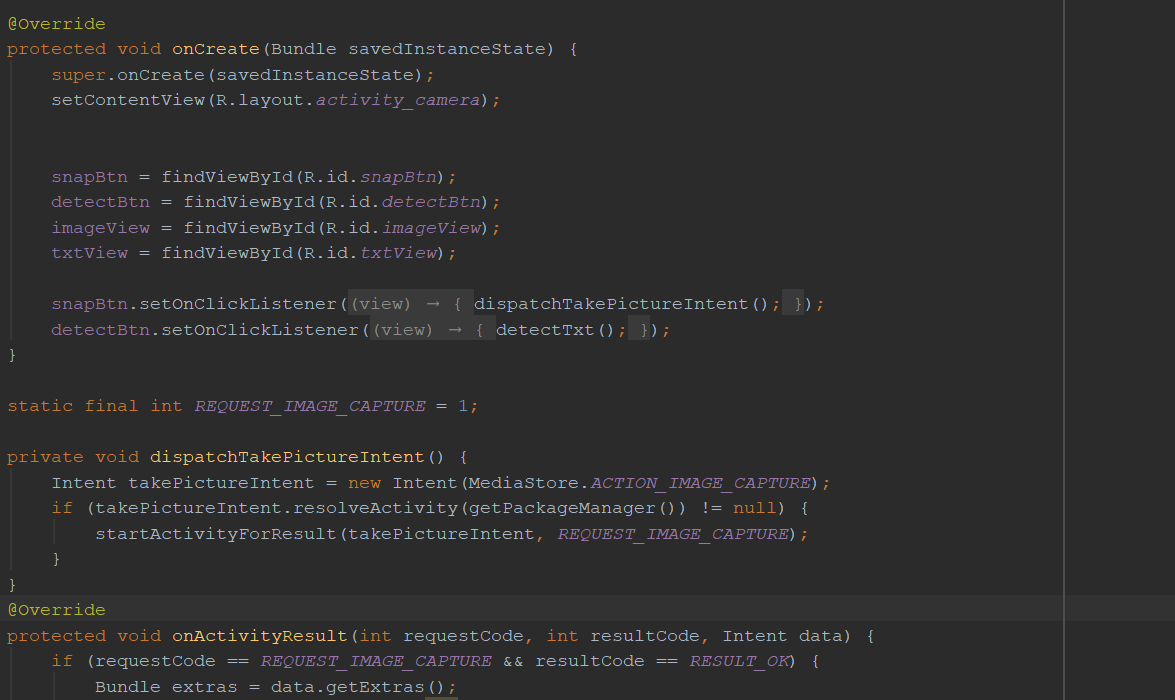 @Override
protected void onCreate(Bundle savedInstanceState) {
    super.onCreate(savedInstanceState);
    setContentView(R.layout.activity_camera);

    snapBtn = findViewById(R.id.snapBtn);
    detectBtn = findViewById(R.id.detectBtn);
    imageView = findViewById(R.id.imageView);
    txtView = findViewById(R.id.txtView);

    snapBtn.setOnClickListener((view) → { dispatchTakePictureIntent(); });
    detectBtn.setOnClickListener((view) → { detectTxt(); });
}

static final int REQUEST_IMAGE_CAPTURE = 1;

private void dispatchTakePictureIntent() {
    Intent takePictureIntent = new Intent(MediaStore.ACTION_IMAGE_CAPTURE);
    if (takePictureIntent.resolveActivity(getPackageManager()) != null) {
        startActivityForResult(takePictureIntent, REQUEST_IMAGE_CAPTURE);
    }
}
@Override
protected void onActivityResult(int requestCode, int resultCode, Intent data) {
    if (requestCode == REQUEST_IMAGE_CAPTURE && resultCode == RESULT_OK) {
        Bundle extras = data.getExtras();